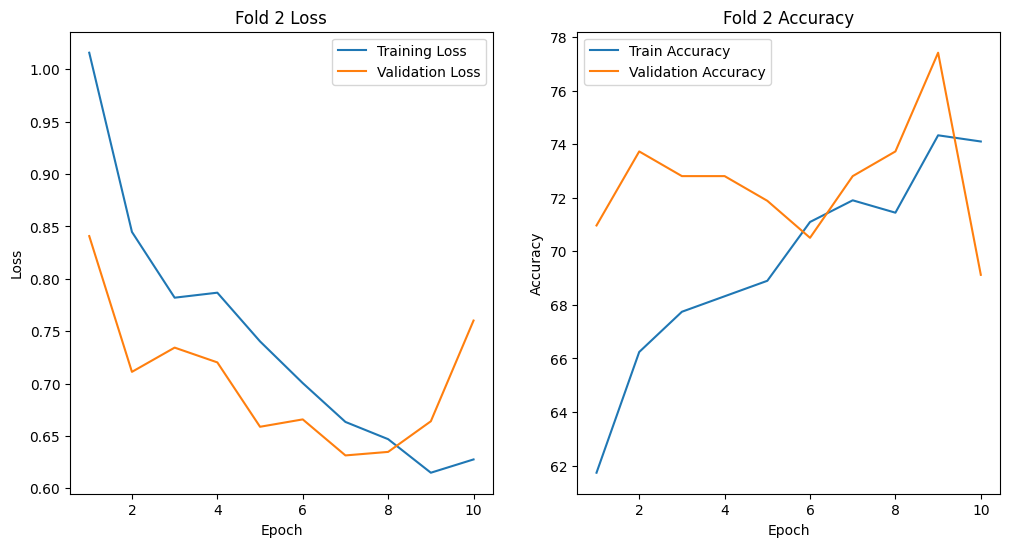 Fold 2 Loss
Training Loss
Validation Loss
1.00
0.95
0.90
0.85
0.80
0.75
0.70
0.65
0.60
Loss
2 4 6 8 10
Epoch
Fold 2 Accuracy
Train Accuracy
Validation Accuracy
78
76
74
72
70
68
66
64
62
Accuracy
2 4 6 8 10
Epoch